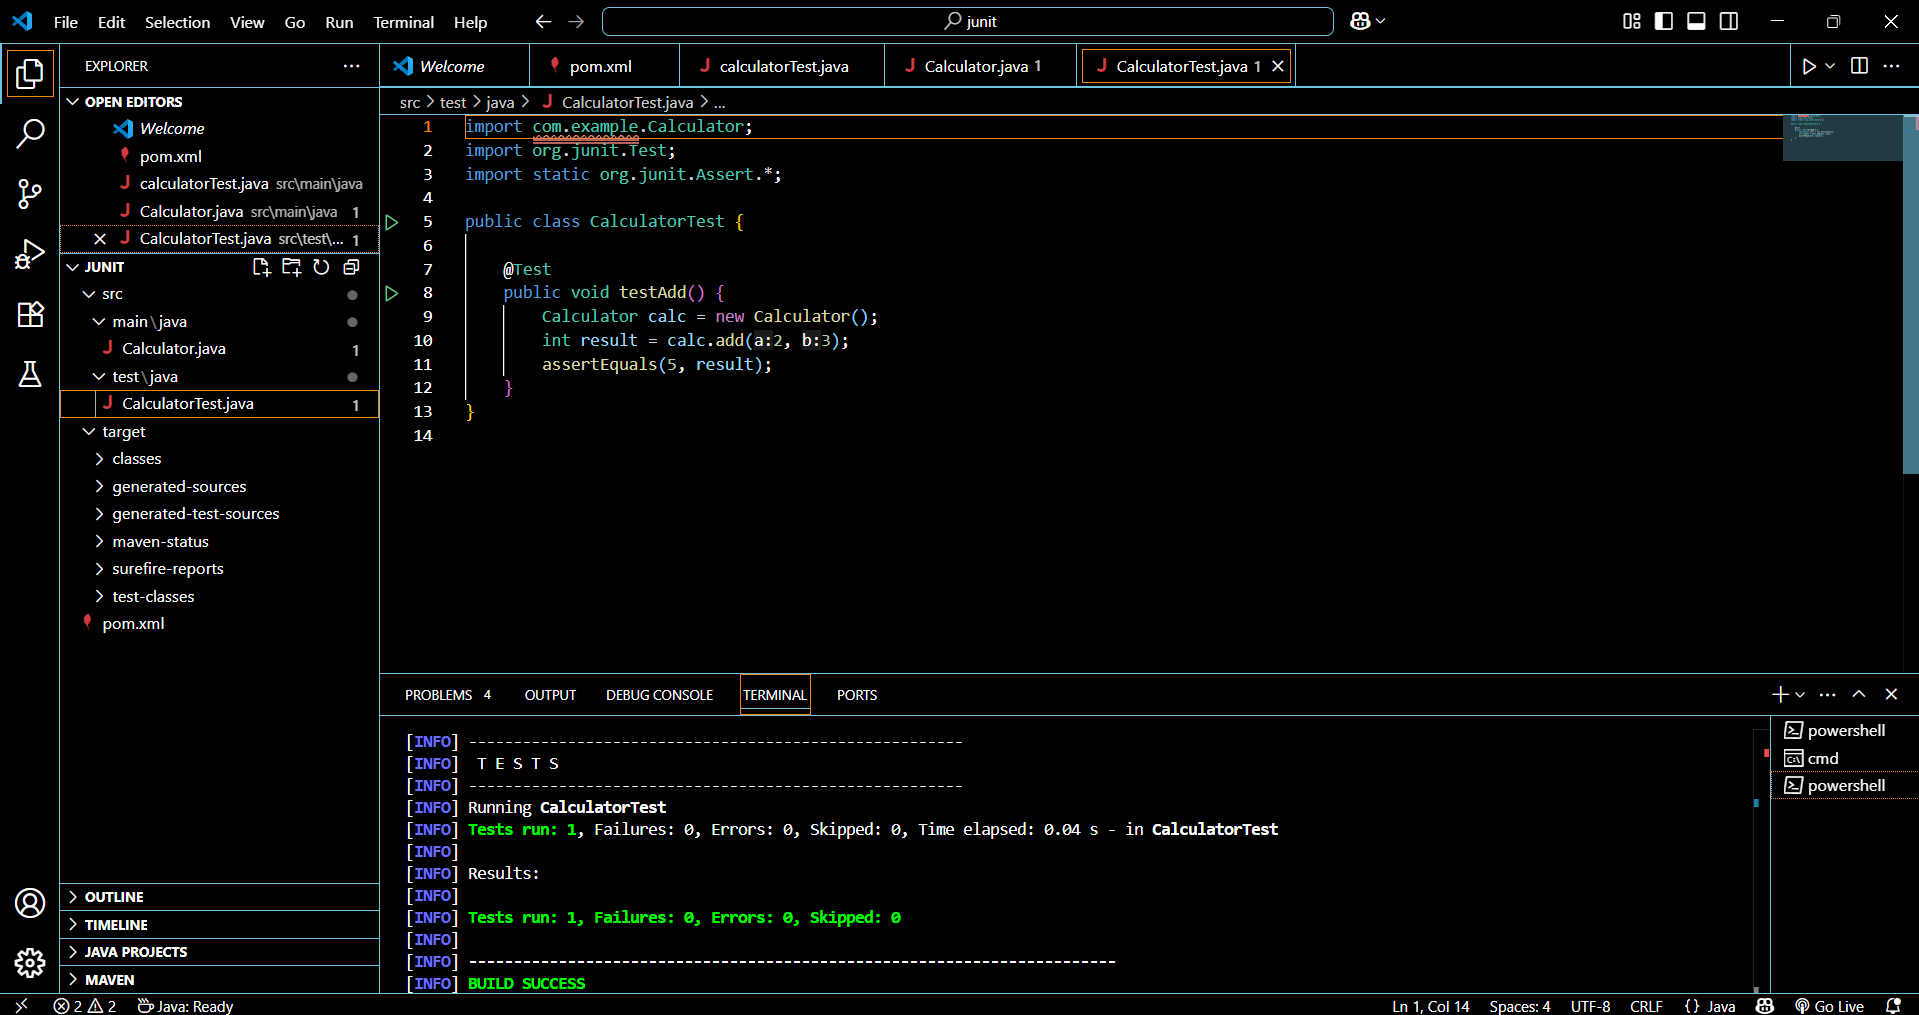 File Edit Selection View Go Run Terminal Help
junit
EXPLORER
OPEN EDITORS
Welcome
pom.xml
calculatorTest.java src\main\java
Calculator.java src\main\java 1
CalculatorTest.java src\test\... 1
JUNIT
src
main\java
Calculator.java 1
test\java
CalculatorTest.java 1
target
classes
generated-sources
generated-test-sources
maven-status
surefire-reports
test-classes
pom.xml
OUTLINE
TIMELINE
JAVA PROJECTS
MAVEN
Welcome pom.xml calculatorTest.java Calculator.java 1 CalculatorTest.java 1
src > test > java > CalculatorTest.java > ...
1 import com.example.Calculator;
2 import org.junit.Test;
3 import static org.junit.Assert.*;
4
5 public class CalculatorTest {
6
7 @Test
8 public void testAdd() {
9 Calculator calc = new Calculator();
10 int result = calc.add(a:2, b:3);
11 assertEquals(5, result);
12 }
13 }
14
PROBLEMS 4 OUTPUT DEBUG CONSOLE TERMINAL PORTS
[INFO] -------------------------------------------------------
[INFO]  T E S T S
[INFO] -------------------------------------------------------
[INFO] Running CalculatorTest
[INFO] Tests run: 1, Failures: 0, Errors: 0, Skipped: 0, Time elapsed: 0.04 s - in CalculatorTest
[INFO]
[INFO] Results:
[INFO]
[INFO] Tests run: 1, Failures: 0, Errors: 0, Skipped: 0
[INFO]
[INFO] ------------------------------------------------------------------------
[INFO] BUILD SUCCESS
powershell
cmd
powershell
2 2 Java: Ready Ln 1, Col 14 Spaces: 4 UTF-8 CRLF {} Java Go Live